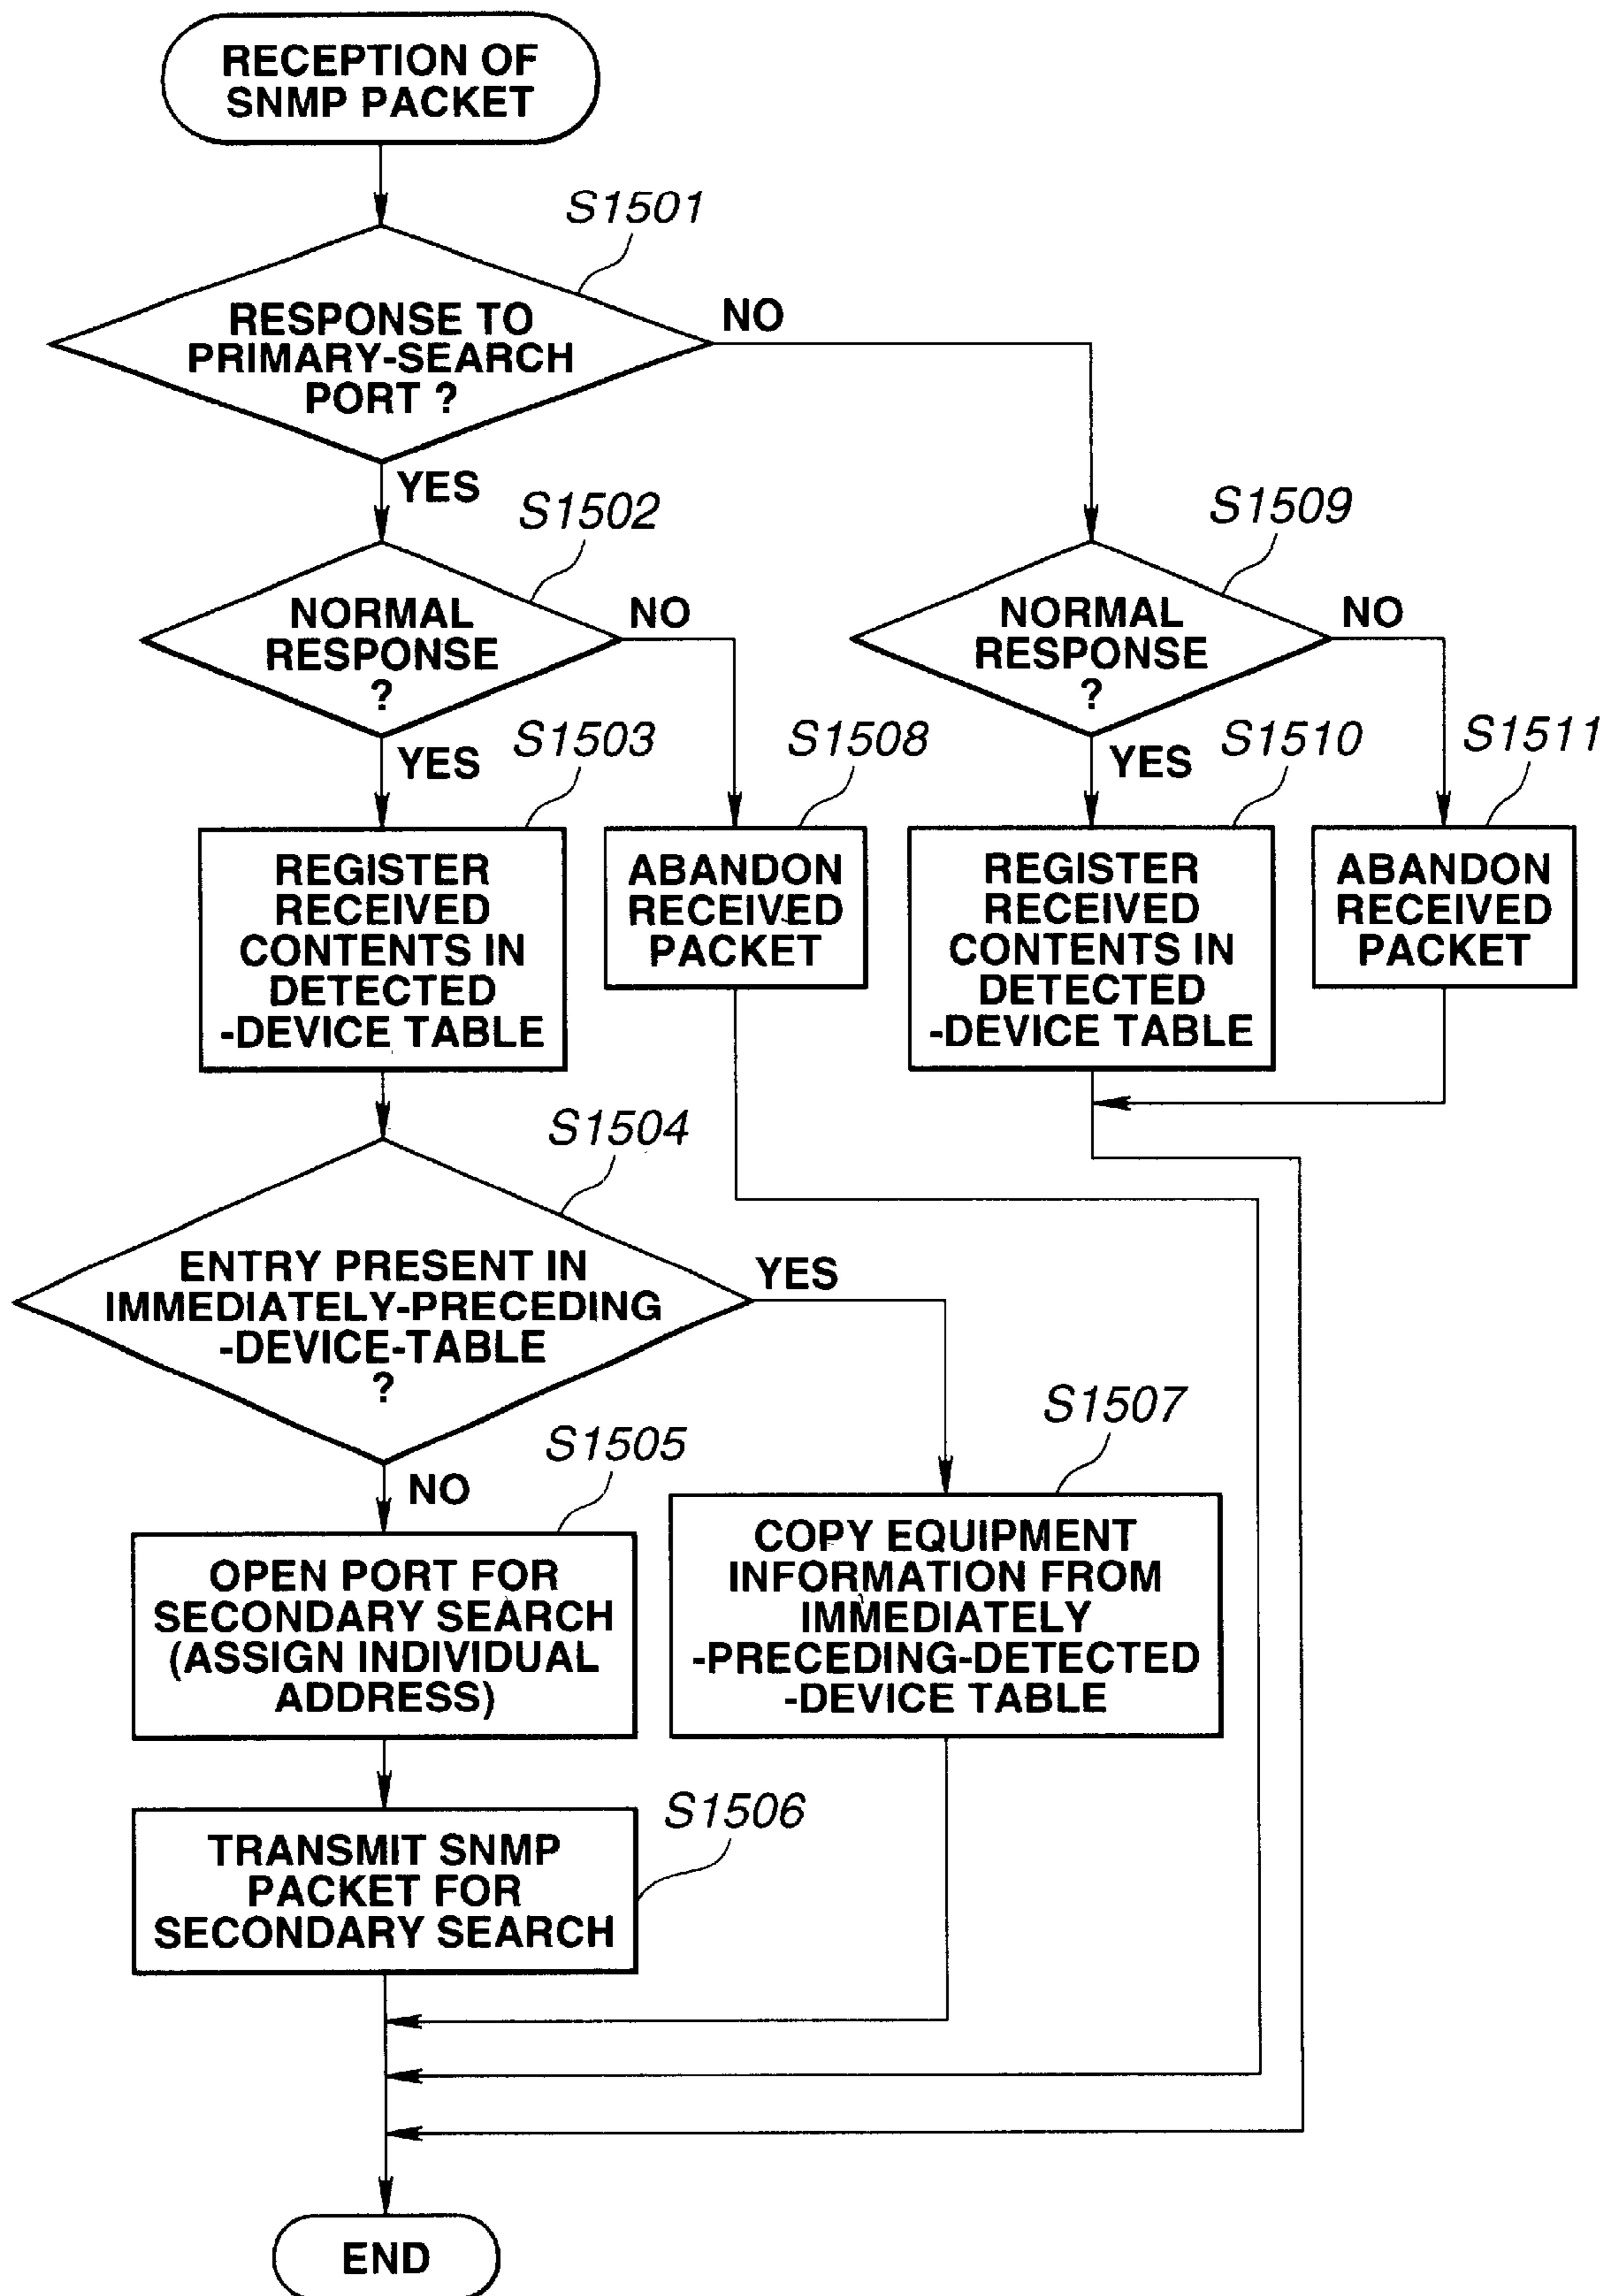 RECEPTION OF
SNMP PACKET
S1501
RESPONSE TO
PRIMARY-SEARCH
PORT ?
NO
YES
S1502
NORMAL
RESPONSE
?
NO
YES
S1509
NORMAL
RESPONSE
?
NO
YES
S1503
REGISTER
RECEIVED
CONTENTS IN
DETECTED
-DEVICE TABLE
S1508
ABANDON
RECEIVED
PACKET
S1510
REGISTER
RECEIVED
CONTENTS IN
DETECTED
-DEVICE TABLE
S1511
ABANDON
RECEIVED
PACKET
S1504
ENTRY PRESENT IN
IMMEDIATELY-PRECEDING
-DEVICE-TABLE
?
YES
NO
S1505
OPEN PORT FOR
SECONDARY SEARCH
(ASSIGN INDIVIDUAL
ADDRESS)
S1507
COPY EQUIPMENT
INFORMATION FROM
IMMEDIATELY
-PRECEDING-DETECTED
-DEVICE TABLE
S1506
TRANSMIT SNMP
PACKET FOR
SECONDARY SEARCH
END